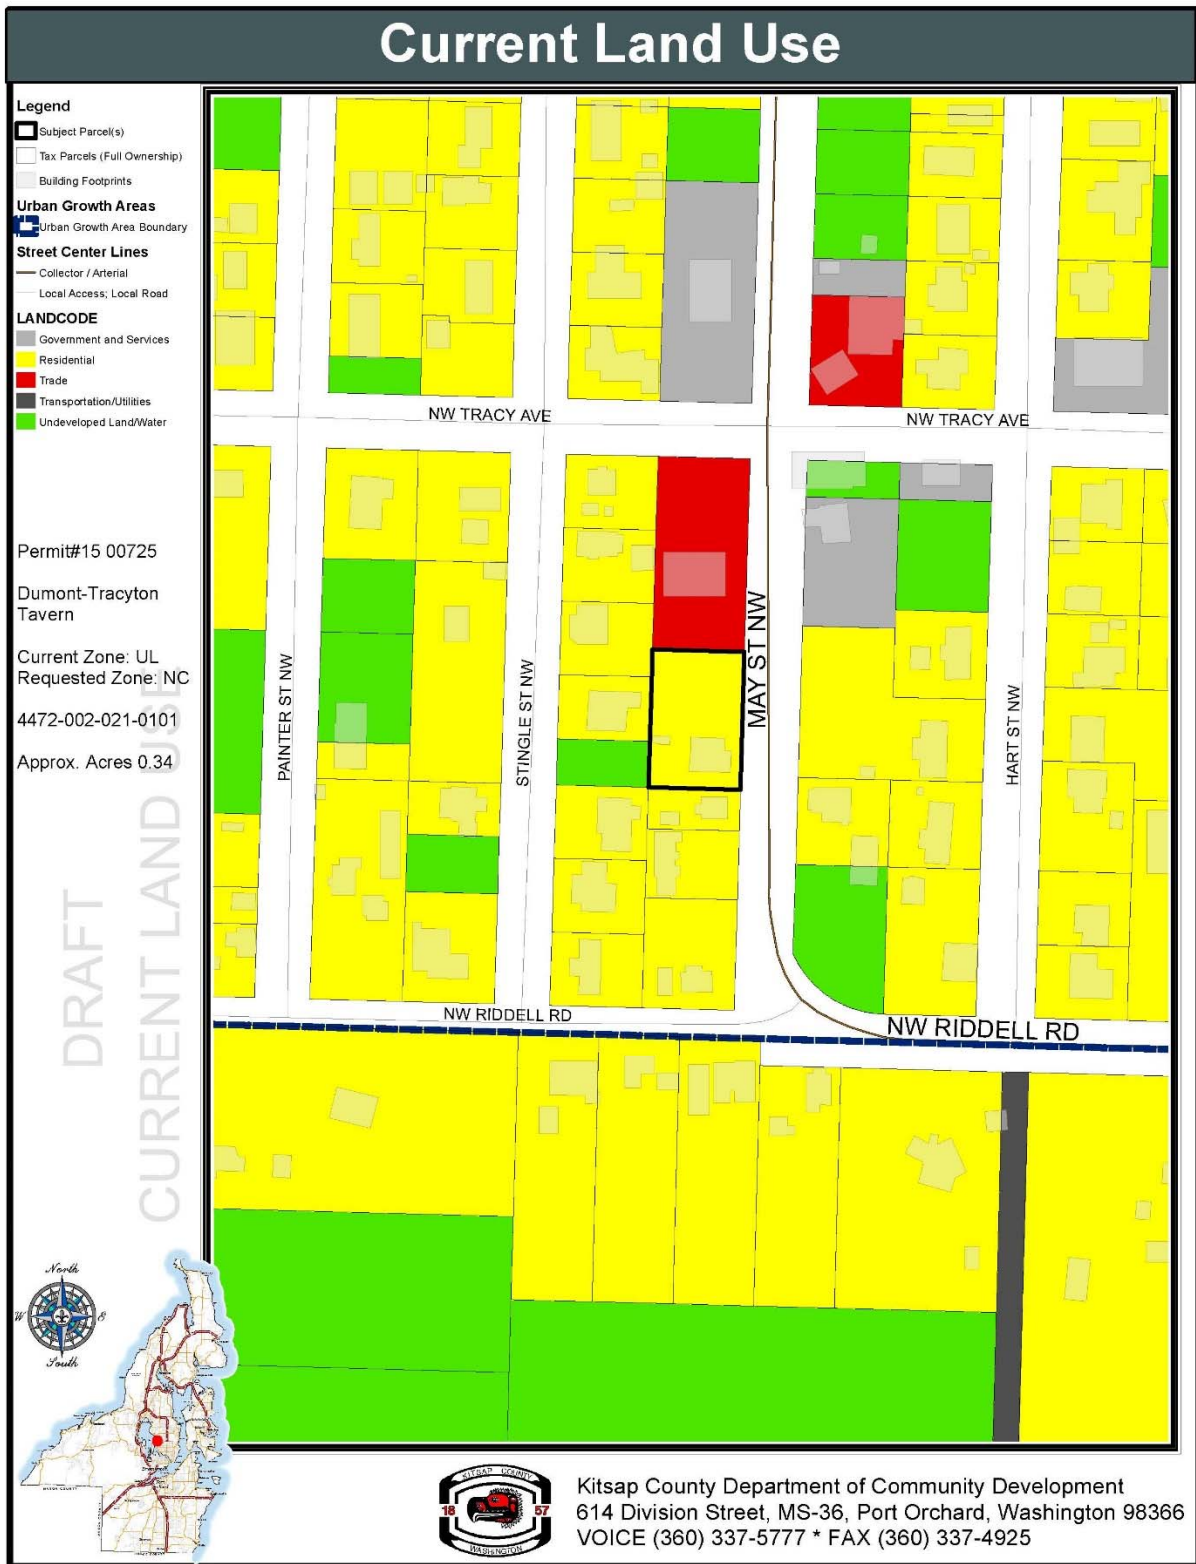 Current Land Use
Legend
Subject Parcel(s)
Tax Parcels (Full Ownership)
Building Footprints
Urban Growth Areas
Urban Growth Area Boundary
Street Center Lines
Collector / Arterial
Local Access; Local Road
LANDCODE
Government and Services
Residential
Trade
Transportation/Utilities
Undeveloped Land/Water
Permit#15 00725
Dumont-Tracyton
Tavern
Current Zone: UL
Requested Zone: NC
4472-002-021-0101
Approx. Acres 0.34
DRAFT
CURRENT LAND USE
NW TRACY AVE
NW TRACY AVE
PAINTER ST NW
STINGLE ST NW
MAY ST NW
HART ST NW
NW RIDDELL RD
NW RIDDELL RD
North
W
South
KITSAP COUNTY
18 57
WASHINGTON
Kitsap County Department of Community Development
614 Division Street, MS-36, Port Orchard, Washington 98366
VOICE (360) 337-5777 * FAX (360) 337-4925